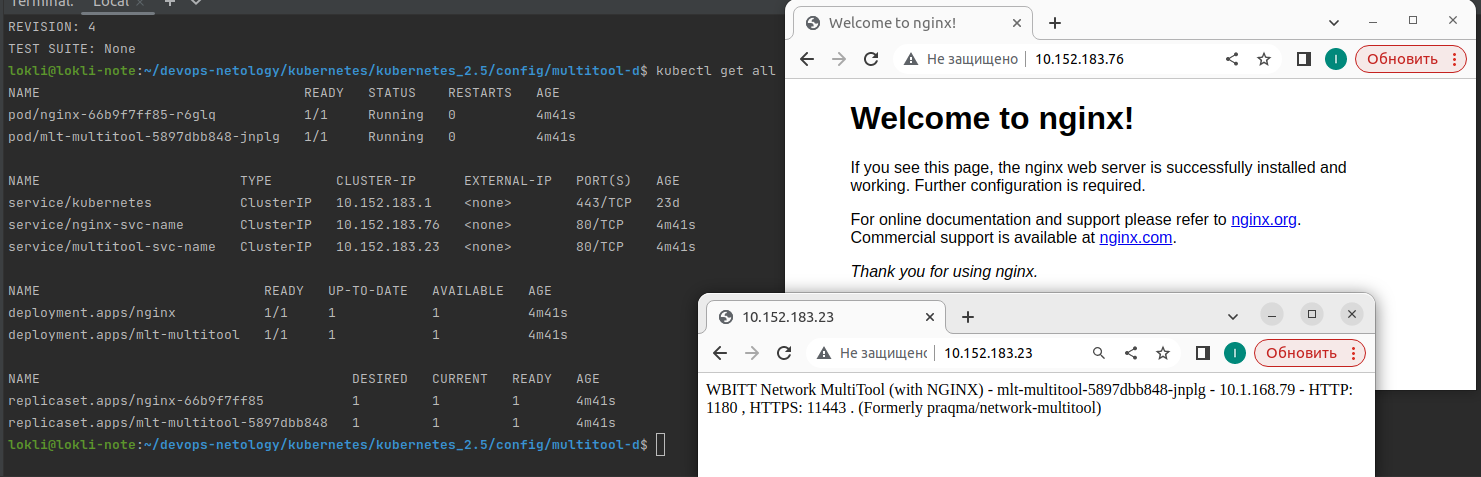 Terminal: Local × + ⌄
REVISION: 4
TEST SUITE: None
lokli@lokli-note:~/devops-netology/kubernetes/kubernetes_2.5/config/multitool-d$ kubectl get all
NAME READY STATUS RESTARTS AGE
pod/nginx-66b9f7ff85-r6glq 1/1 Running 0 4m41s
pod/mlt-multitool-5897dbb848-jnplg 1/1 Running 0 4m41s
NAME TYPE CLUSTER-IP EXTERNAL-IP PORT(S) AGE
service/kubernetes ClusterIP 10.152.183.1 <none> 443/TCP 23d
service/nginx-svc-name ClusterIP 10.152.183.76 <none> 80/TCP 4m41s
service/multitool-svc-name ClusterIP 10.152.183.23 <none> 80/TCP 4m41s
NAME READY UP-TO-DATE AVAILABLE AGE
deployment.apps/nginx 1/1 1 1 4m41s
deployment.apps/mlt-multitool 1/1 1 1 4m41s
NAME DESIRED CURRENT READY AGE
replicaset.apps/nginx-66b9f7ff85 1 1 1 4m41s
replicaset.apps/mlt-multitool-5897dbb848 1 1 1 4m41s
lokli@lokli-note:~/devops-netology/kubernetes/kubernetes_2.5/config/multitool-d$
Welcome to nginx!
Не защищено 10.152.183.76 I Обновить
Welcome to nginx!
If you see this page, the nginx web server is successfully installed and
working. Further configuration is required.
For online documentation and support please refer to nginx.org.
Commercial support is available at nginx.com.
Thank you for using nginx.
10.152.183.23
Не защищено 10.152.183.23 I Обновить
WBITT Network MultiTool (with NGINX) - mlt-multitool-5897dbb848-jnplg - 10.1.168.79 - HTTP:
1180 , HTTPS: 11443 . (Formerly praqma/network-multitool)